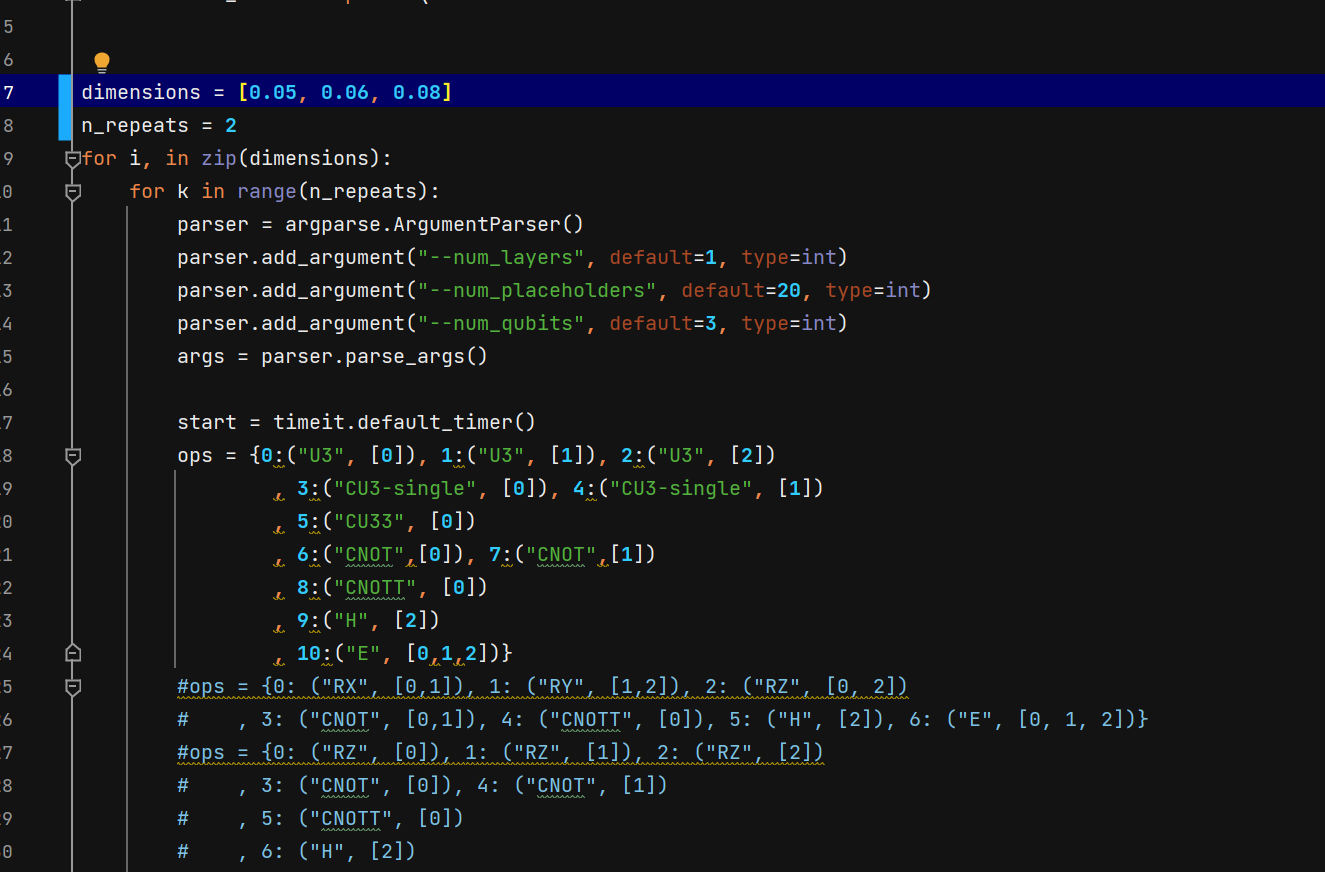 5
6
7 dimensions = [0.05, 0.06, 0.08]
8 n_repeats = 2
9 for i, in zip(dimensions):
0     for k in range(n_repeats):
1         parser = argparse.ArgumentParser()
2         parser.add_argument("--num_layers", default=1, type=int)
3         parser.add_argument("--num_placeholders", default=20, type=int)
4         parser.add_argument("--num_qubits", default=3, type=int)
5         args = parser.parse_args()
6
7         start = timeit.default_timer()
8         ops = {0:("U3", [0]), 1:("U3", [1]), 2:("U3", [2])
9                 , 3:("CU3-single", [0]), 4:("CU3-single", [1])
0                 , 5:("CU33", [0])
1                 , 6:("CNOT",[0]), 7:("CNOT",[1])
2                 , 8:("CNOTT", [0])
3                 , 9:("H", [2])
4                 , 10:("E", [0,1,2])}
5         #ops = {0: ("RX", [0,1]), 1: ("RY", [1,2]), 2: ("RZ", [0, 2])
6         #    , 3: ("CNOT", [0,1]), 4: ("CNOTT", [0]), 5: ("H", [2]), 6: ("E", [0, 1, 2])}
7         #ops = {0: ("RZ", [0]), 1: ("RZ", [1]), 2: ("RZ", [2])
8         #    , 3: ("CNOT", [0]), 4: ("CNOT", [1])
9         #    , 5: ("CNOTT", [0])
0         #    , 6: ("H", [2])